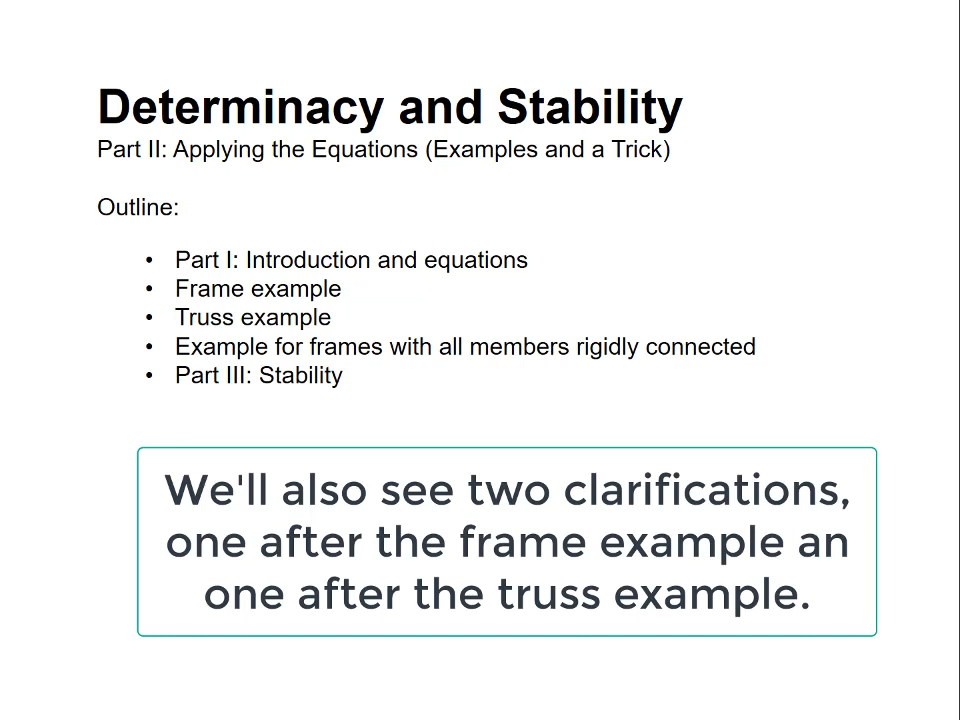 Determinacy and Stability
Part II: Applying the Equations (Examples and a Trick)
Outline:
• Part I: Introduction and equations
• Frame example
• Truss example
• Example for frames with all members rigidly connected
• Part III: Stability
We'll also see two clarifications,
one after the frame example an
one after the truss example.